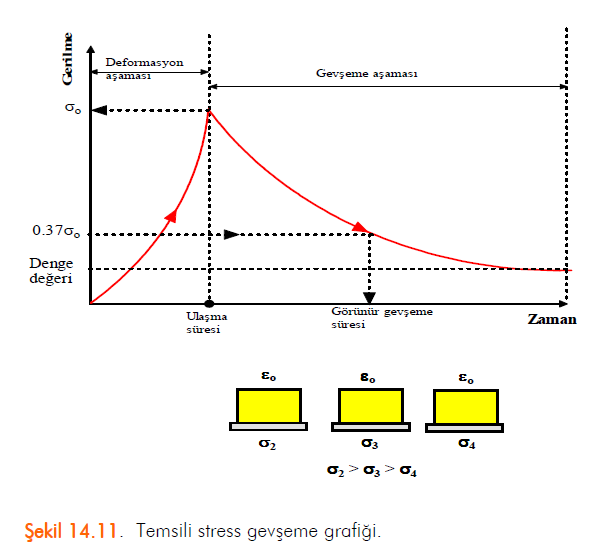 Gerilme
Deformasyon
aşaması
Gevşeme aşaması
σo
0.37σo
Denge
değeri
Ulaşma
süresi
Görünür gevşeme
süresi
Zaman
εo εo εo
σ2 σ3 σ4
σ2 > σ3 > σ4
Şekil 14.11. Temsili stress gevşeme grafiği.